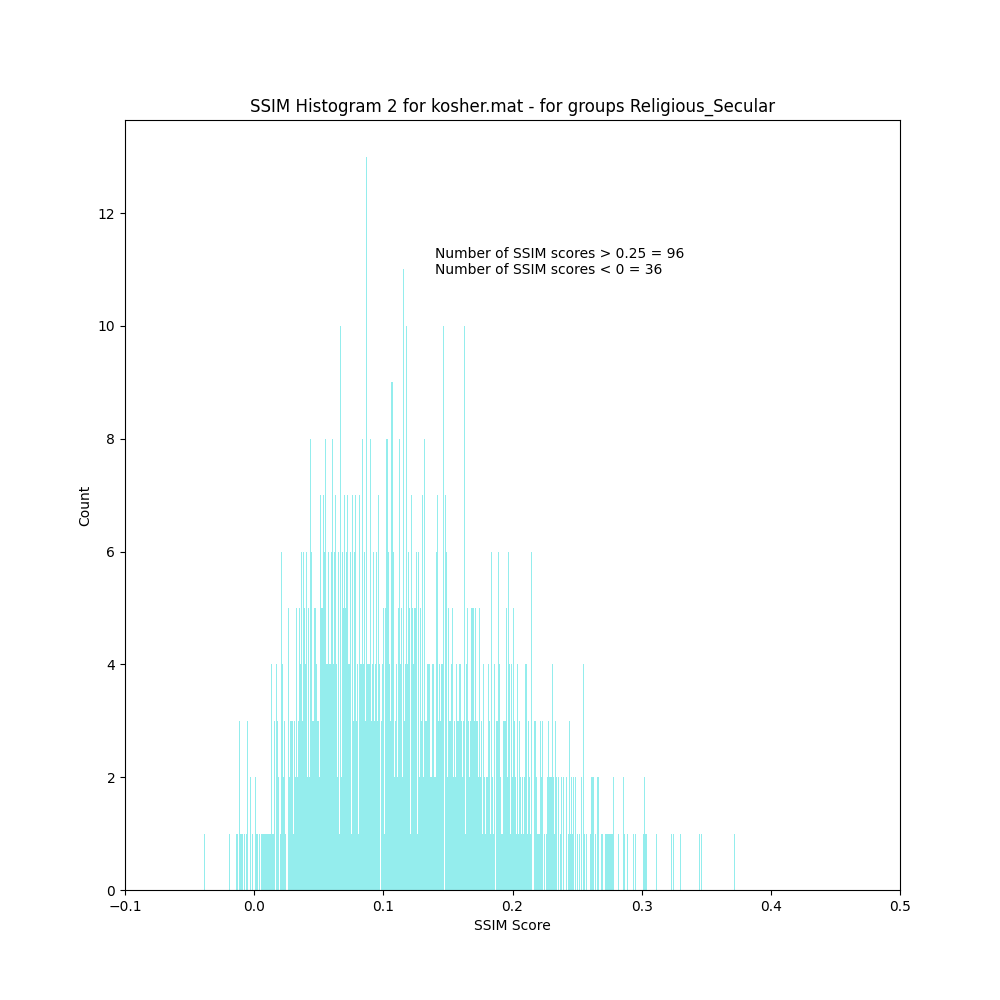 SSIM Histogram 2 for kosher.mat - for groups Religious_Secular
12
Number of SSIM scores > 0.25 = 96
Number of SSIM scores < 0 = 36
10
8
Count
6
4
2
0
−0.1 0.0 0.1 0.2 0.3 0.4 0.5
SSIM Score